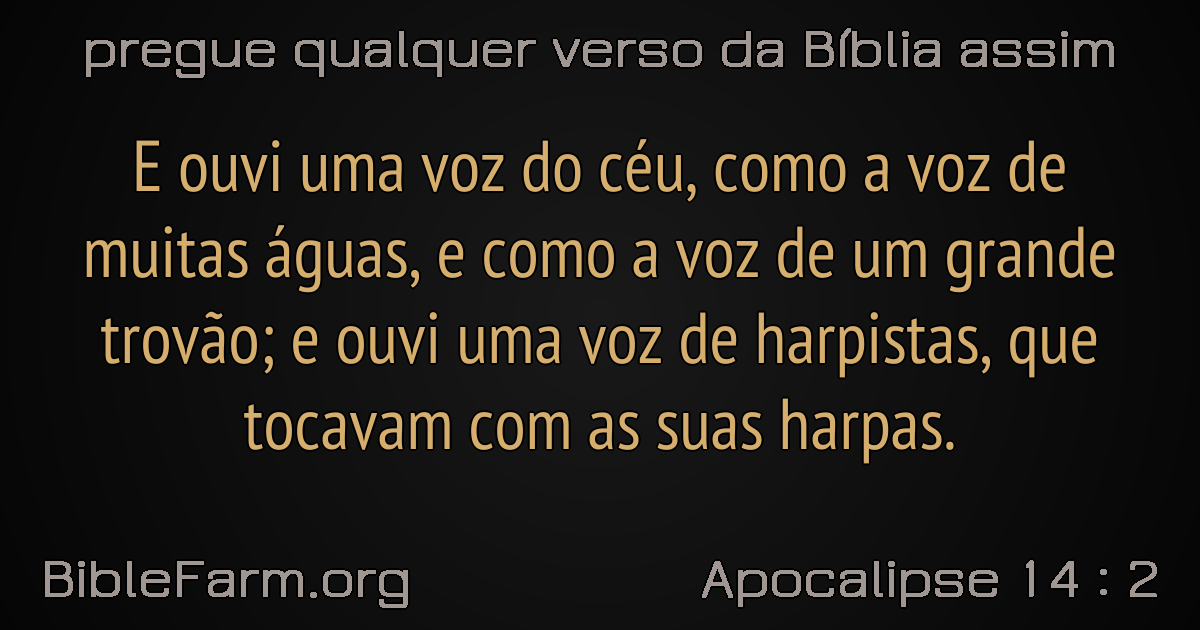 pregue qualquer verso da Bíblia assim
E ouvi uma voz do céu, como a voz de
muitas águas, e como a voz de um grande
trovão; e ouvi uma voz de harpistas, que
tocavam com as suas harpas.
BibleFarm.org
Apocalipse 14 : 2